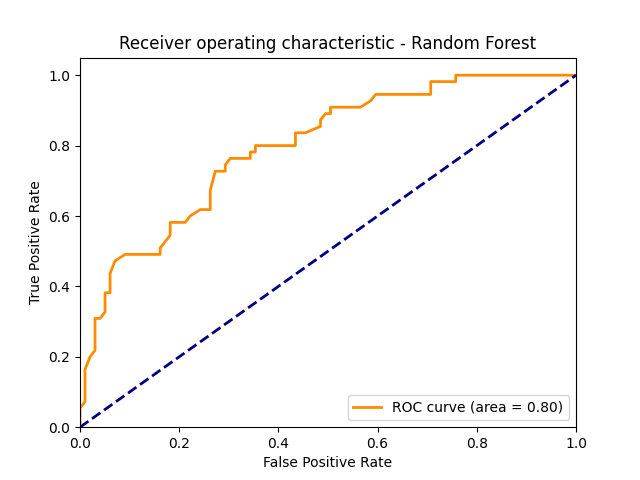 Receiver operating characteristic - Random Forest
True Positive Rate
1.0
0.8
0.6
0.4
0.2
0.0
ROC curve (area = 0.80)
0.0 0.2 0.4 0.6 0.8 1.0
False Positive Rate